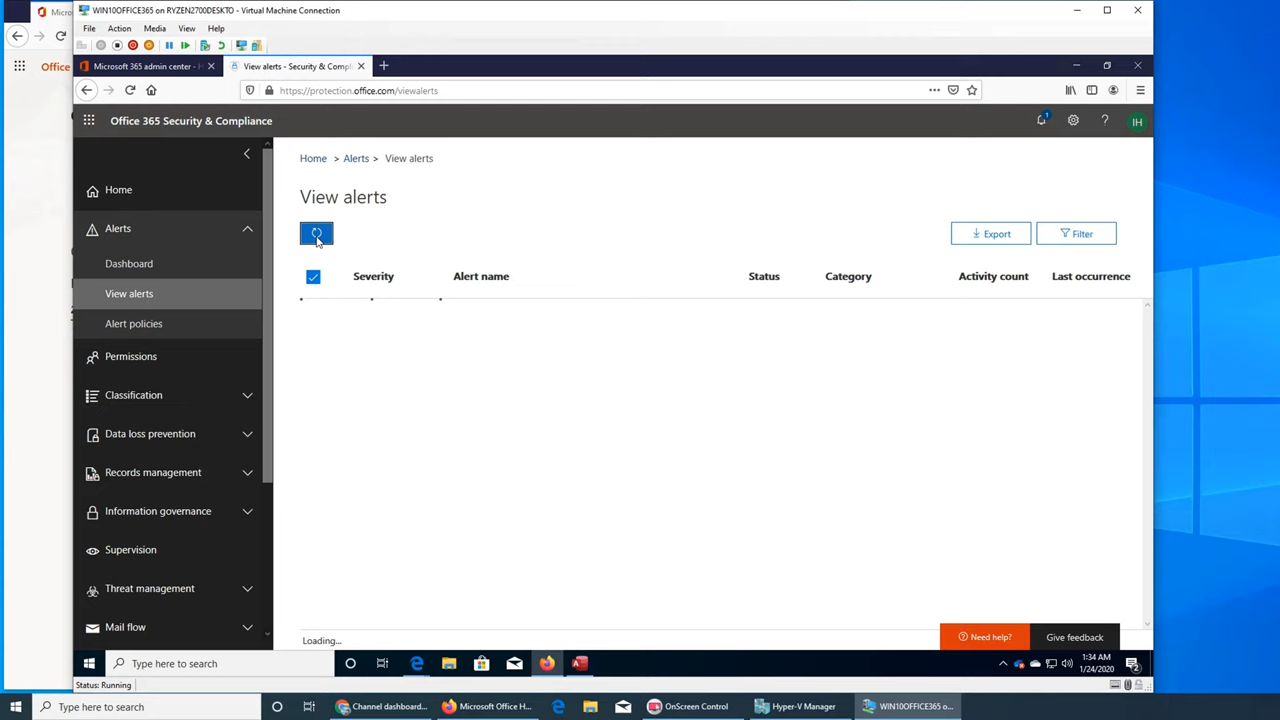 Micros
WIN10OFFICE365 on RYZEN2700DESKTO - Virtual Machine Connection
File Action Media View Help
Microsoft 365 admin center - H
View alerts - Security & Compli
https://protection.office.com/viewalerts
Office
Office 365 Security & Compliance
1
?
IH
Home > Alerts > View alerts
View alerts
Export
Filter
Severity Alert name Status Category Activity count Last occurrence
Home
Alerts
Dashboard
View alerts
Alert policies
Permissions
Classification
Data loss prevention
Records management
Information governance
Supervision
Threat management
Mail flow
Loading...
Need help?
Give feedback
Type here to search
1:34 AM
1/24/2020
2
Status: Running
Type here to search
Channel dashboard...
Microsoft Office H...
OnScreen Control
Hyper-V Manager
WIN10OFFICE365 o...